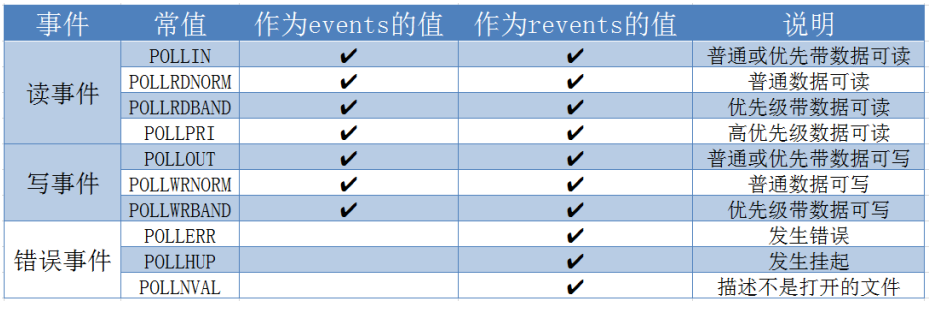 事件 常值 作为events的值 作为revents的值 说明
读事件 POLLIN ✔ ✔ 普通或优先带数据可读
POLLRDNORM ✔ ✔ 普通数据可读
POLLRDBAND ✔ ✔ 优先级带数据可读
POLLPRI ✔ ✔ 高优先级数据可读
写事件 POLLOUT ✔ ✔ 普通或优先带数据可写
POLLWRNORM ✔ ✔ 普通数据可写
POLLWRBAND ✔ ✔ 优先级带数据可写
错误事件 POLLERR ✔ 发生错误
POLLHUP ✔ 发生挂起
POLLNVAL ✔ 描述不是打开的文件